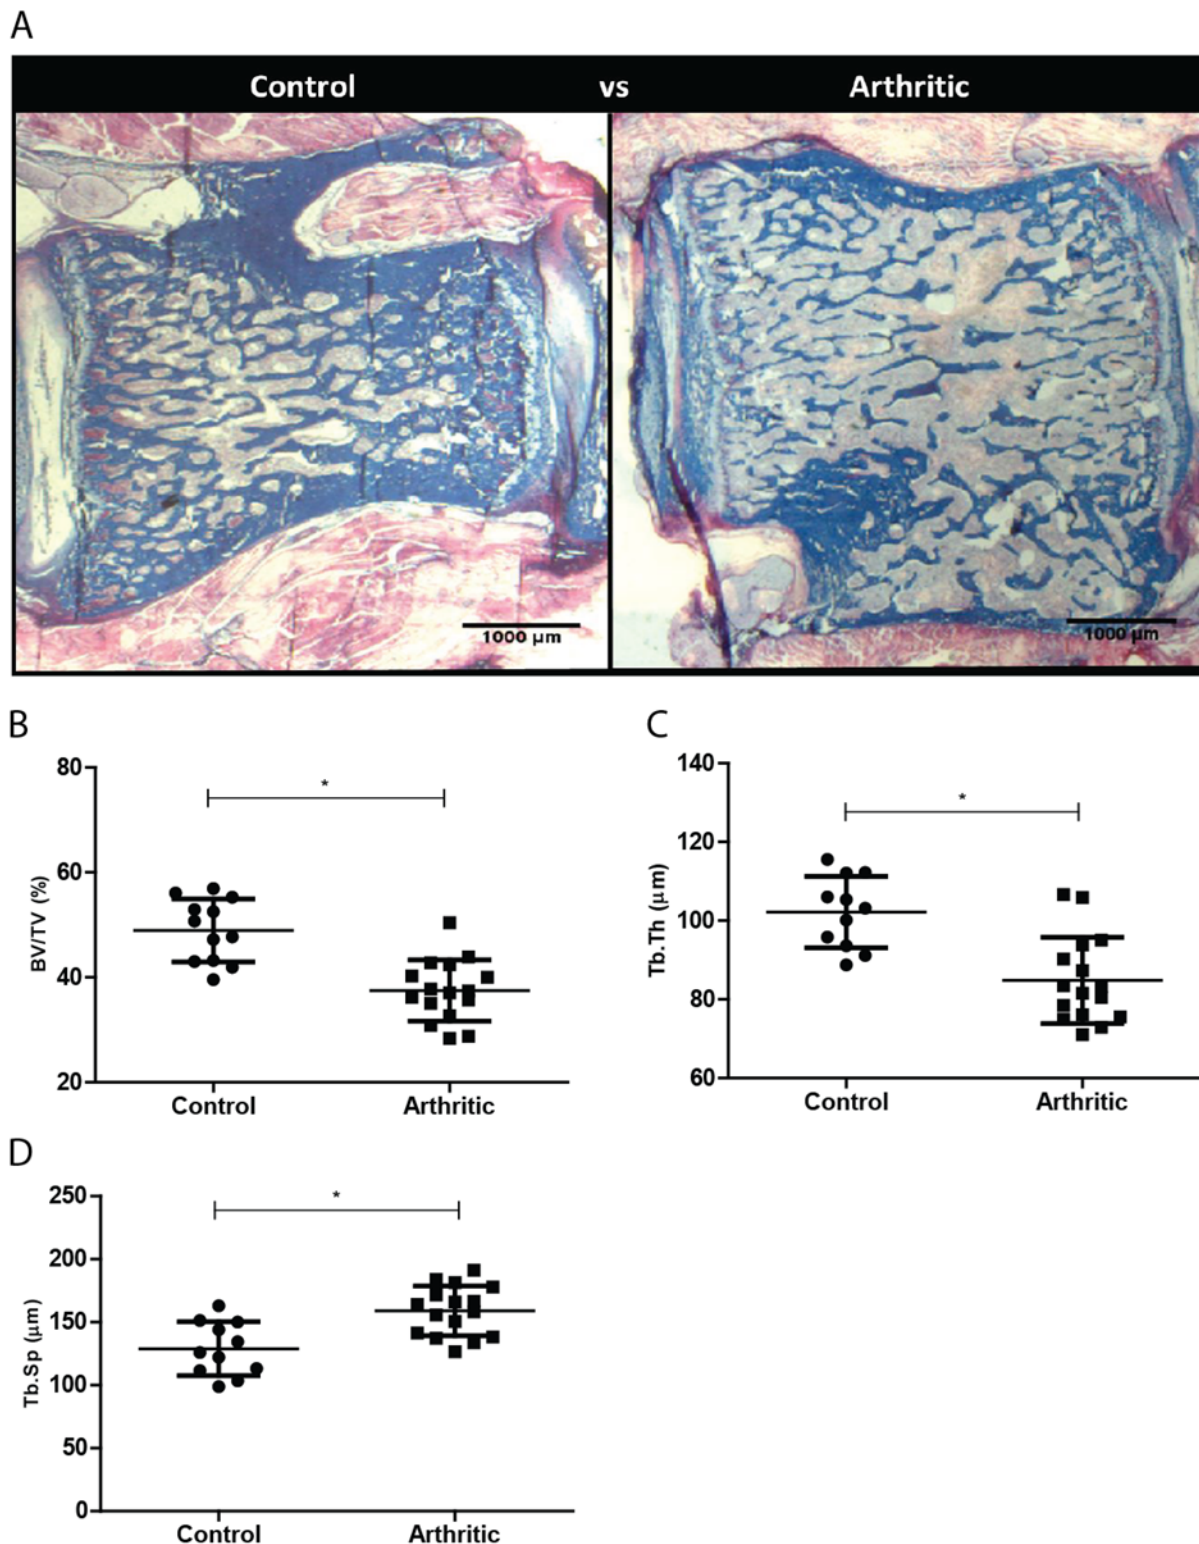 A
Control vs Arthritic
1000 µm
1000 µm
B
80
60
40
20
BV/TV (%)
*
Control Arthritic
C
140
120
100
80
60
Tb.Th (µm)
*
Control Arthritic
D
250
200
150
100
50
0
Tb.Sp (µm)
*
Control Arthritic